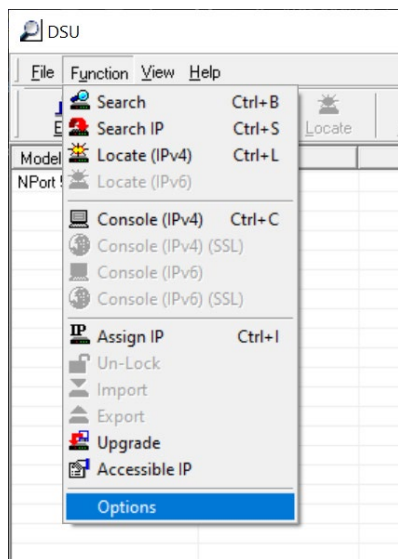 DSU
File Function View Help
Search Ctrl+B
Search IP Ctrl+S
Locate
Locate (IPv4) Ctrl+L
Model
NPort
Locate (IPv6)
Console (IPv4) Ctrl+C
Console (IPv4) (SSL)
Console (IPv6)
Console (IPv6) (SSL)
IP Assign IP Ctrl+I
Un-Lock
Import
Export
Upgrade
Accessible IP
Options